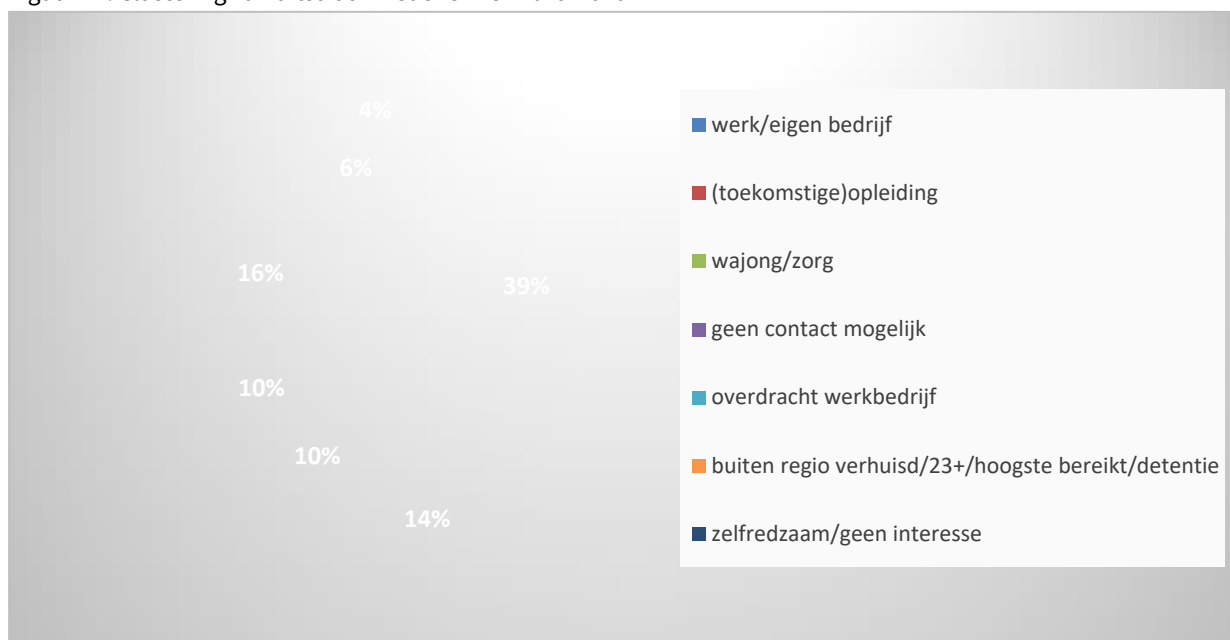 4%
6%
16%
39%
10%
10%
14%
werk/eigen bedrijf
(toekomstige)opleiding
wajong/zorg
geen contact mogelijk
overdracht werkbedrijf
buiten regio verhuisd/23+/hoogste bereikt/detentie
zelfredzaam/geen interesse